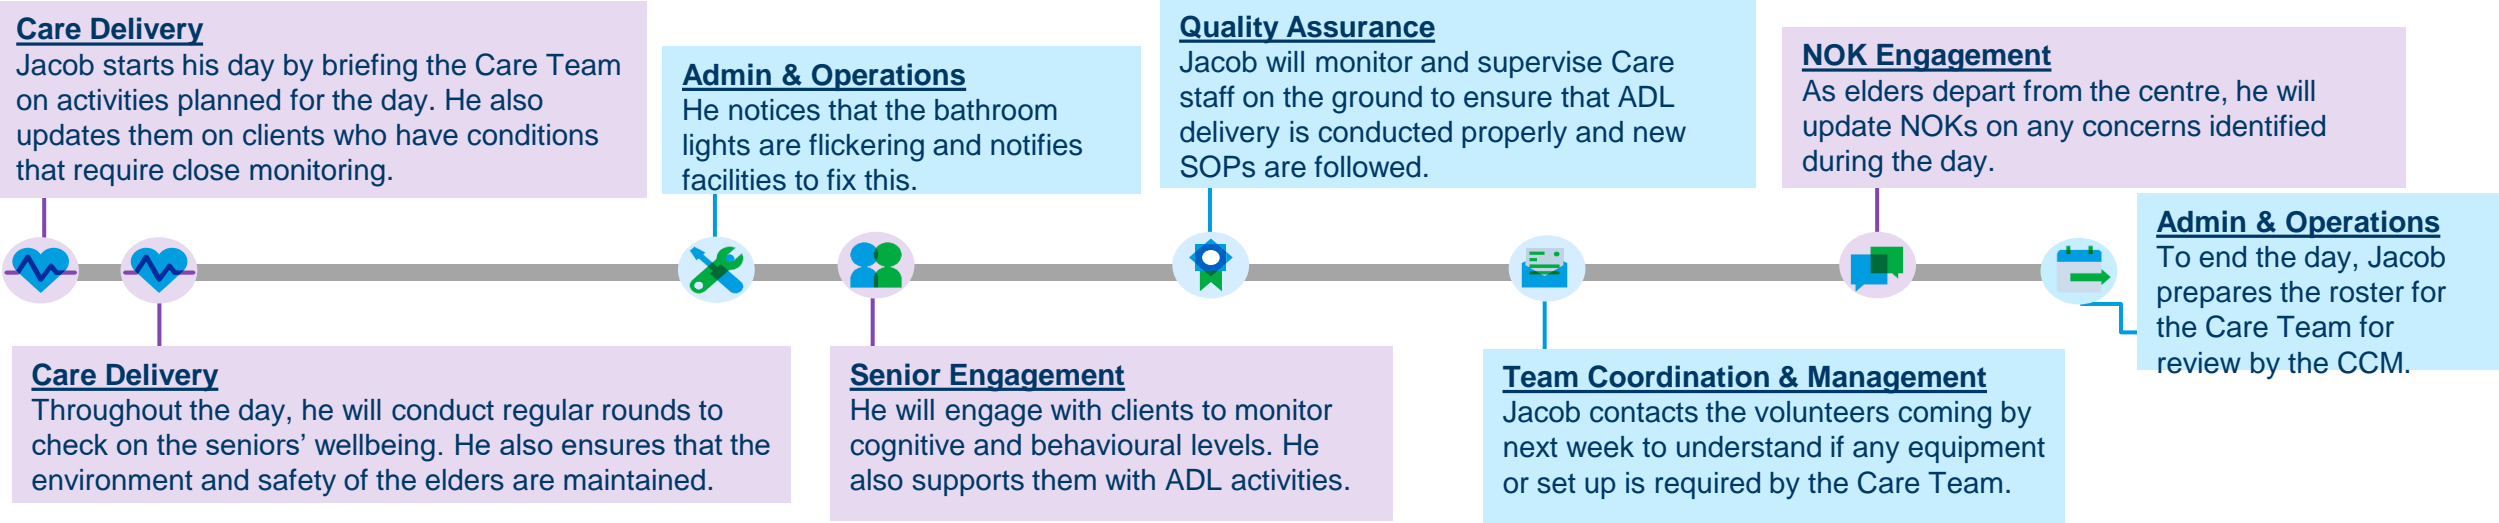 Care Delivery
Jacob starts his day by briefing the Care Team
on activities planned for the day. He also
updates them on clients who have conditions
that require close monitoring.
Care Delivery
Throughout the day, he will conduct regular rounds to
check on the seniors’ wellbeing. He also ensures that the
environment and safety of the elders are maintained.
Admin & Operations
He notices that the bathroom
lights are flickering and notifies
facilities to fix this.
Senior Engagement
He will engage with clients to monitor
cognitive and behavioural levels. He
also supports them with ADL activities.
Quality Assurance
Jacob will monitor and supervise Care
staff on the ground to ensure that ADL
delivery is conducted properly and new
SOPs are followed.
Team Coordination & Management
Jacob contacts the volunteers coming by
next week to understand if any equipment
or set up is required by the Care Team.
NOK Engagement
As elders depart from the centre, he will
update NOKs on any concerns identified
during the day.
Admin & Operations
To end the day, Jacob
prepares the roster for
the Care Team for
review by the CCM.